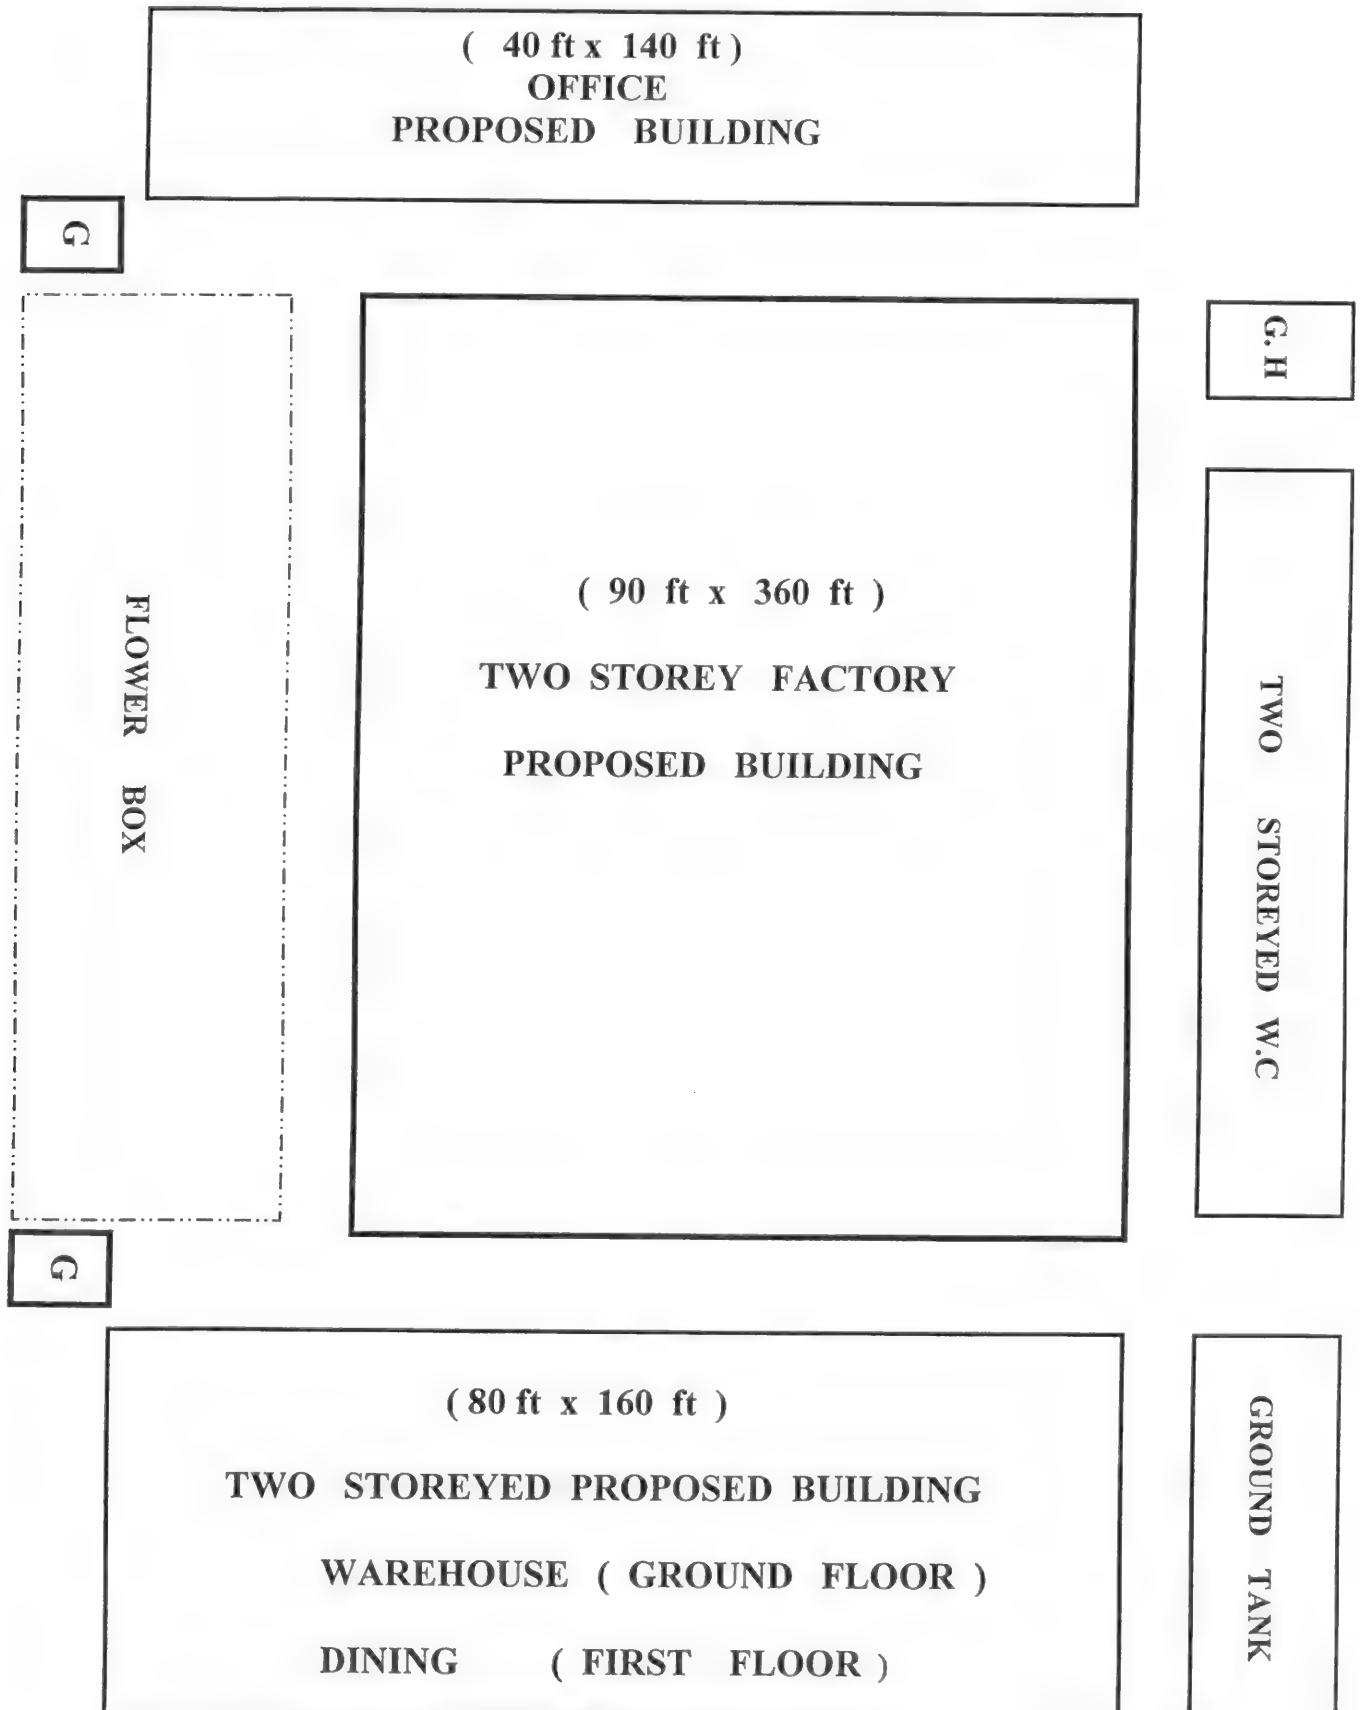 ( 40 ft x 140 ft )
OFFICE
PROPOSED BUILDING
G
G. H
FLOWER BOX
( 90 ft x 360 ft )
TWO STOREY FACTORY
PROPOSED BUILDING
TWO STOREYED W.C
G
( 80 ft x 160 ft )
TWO STOREYED PROPOSED BUILDING
WAREHOUSE ( GROUND FLOOR )
DINING ( FIRST FLOOR )
GROUND TANK